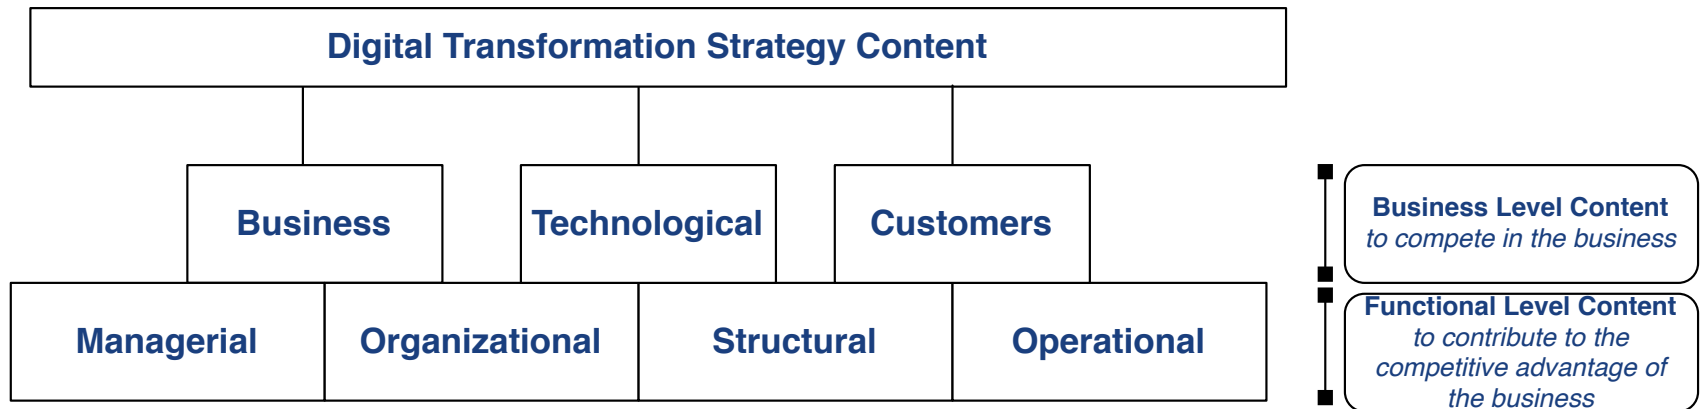 Digital Transformation Strategy Content
Business
Technological
Customers
Business Level Content
to compete in the business
Managerial
Organizational
Structural
Operational
Functional Level Content
to contribute to the
competitive advantage of
the business